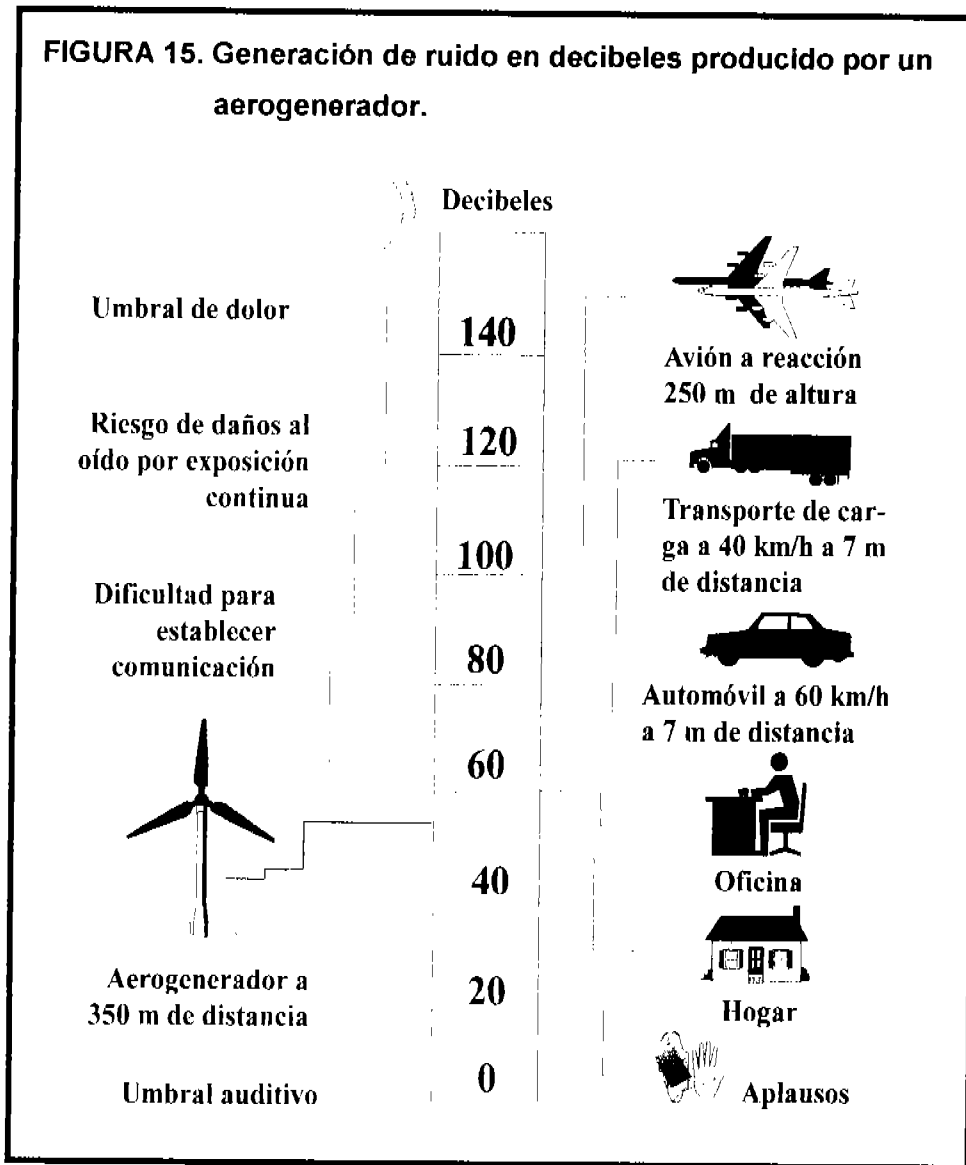 FIGURA 15. Generación de ruido en decibeles producido por un
aerogenerador.
Decibeles
Umbral de dolor
Riesgo de daños al
oído por exposición
continua
Dificultad para
establecer
comunicación
Aerogenerador a
350 m de distancia
Umbral auditivo
140
120
100
80
60
40
20
0
Avión a reacción
250 m de altura
Transporte de car-
ga a 40 km/h a 7 m
de distancia
Automóvil a 60 km/h
a 7 m de distancia
Oficina
Hogar
Aplausos